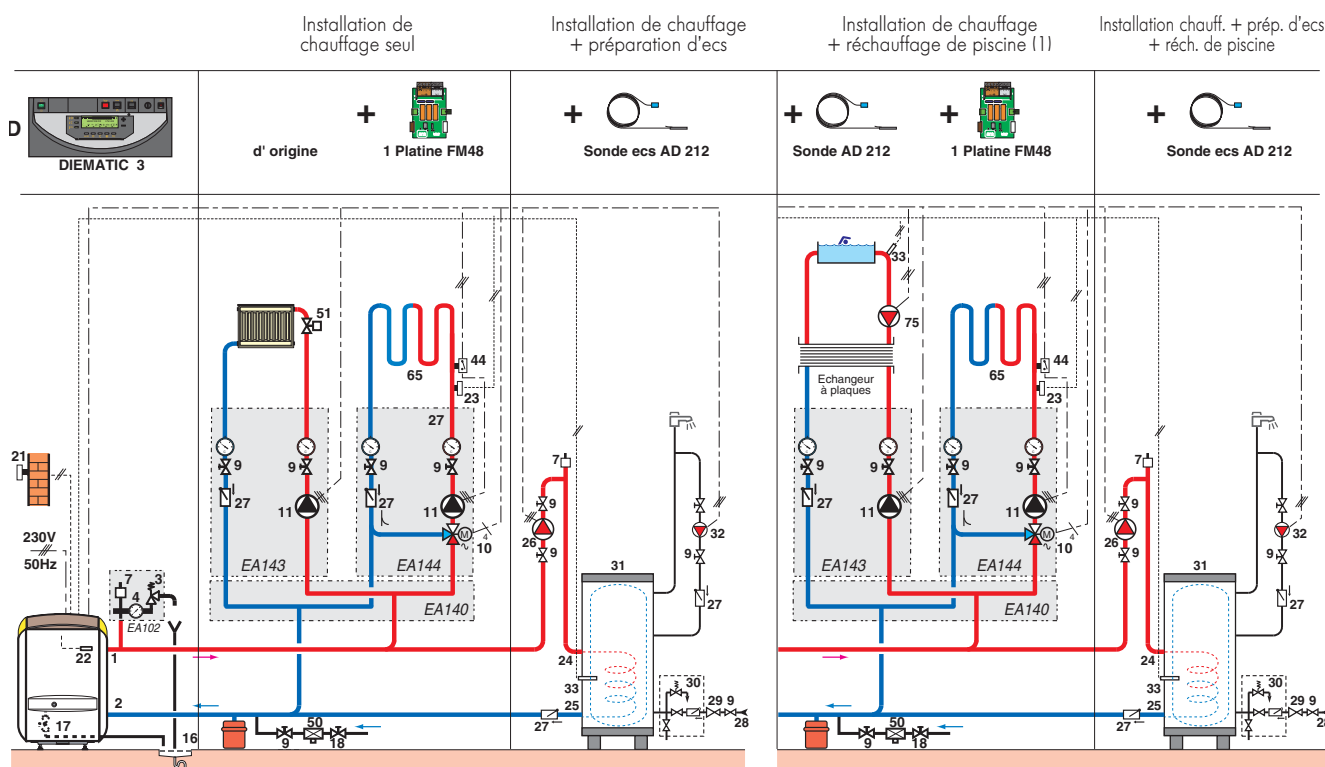 Installation de
chauffage seul
Installation de chauffage
+ préparation d'ecs
Installation de chauffage
+ réchauffage de piscine (1)
Installation chauff. + prép. d'ecs
+ réch. de piscine
D
DIEMATIC 3
d' origine
+
1 Platine FM48
+
Sonde ecs AD 212
+
Sonde AD 212
+
1 Platine FM48
+
Sonde ecs AD 212
21
230V
50Hz
7
3
4
EA102
22
1
2
17
16
51
44
65
23
27
9
9
9
9
27
11
27
11
M
10
4
EA143
EA144
EA140
9
50
18
7
9
26
9
32
9
31
27
24
33
25
27
30
29
9
28
33
75
Echangeur
à plaques
44
65
23
9
9
9
9
27
11
27
11
M
10
4
EA143
EA144
EA140
9
50
18
7
9
26
9
32
9
31
27
24
33
25
27
30
29
9
28